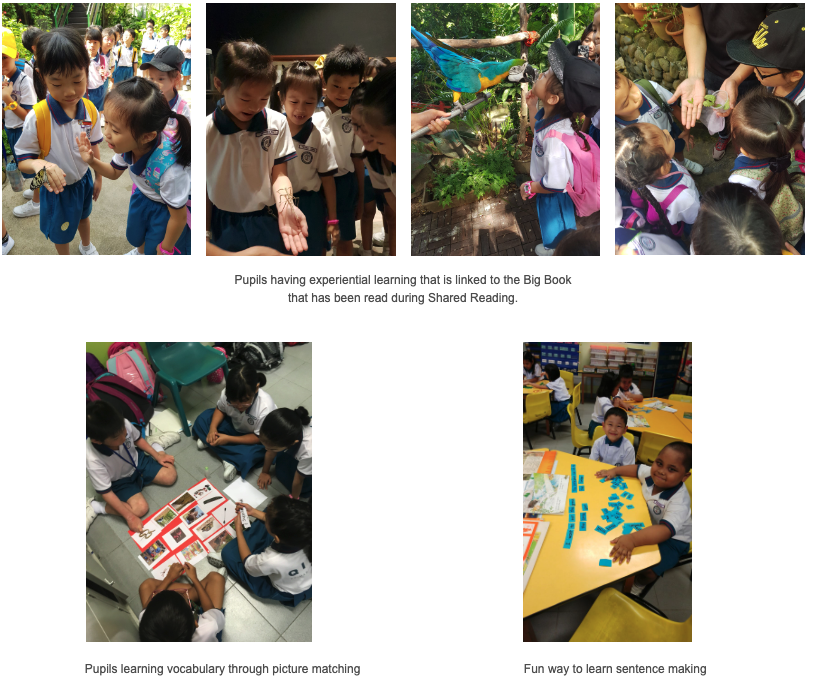 Pupils having experiential learning that is linked to the Big Book
that has been read during Shared Reading.
Pupils learning vocabulary through picture matching
Fun way to learn sentence making